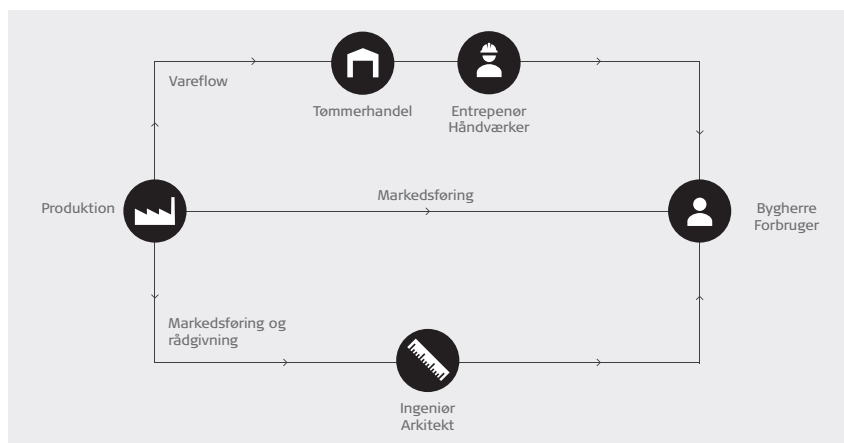 Vareflow
Tømmerhandel
Entrepenør
Håndværker
Produktion
Markedsføring
Bygherre
Forbruger
Markedsføring og
rådgivning
Ingeniør
Arkitekt